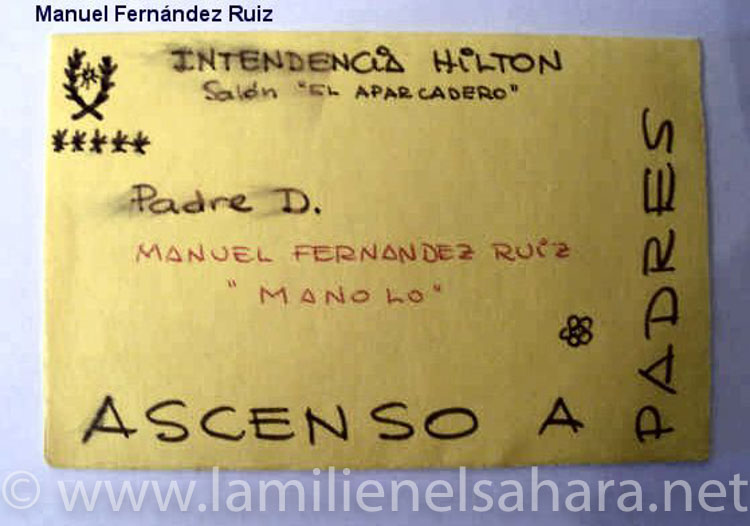 Manuel Fernández Ruiz
INTENDENCIA HILTON
Salón "EL APARCADERO"
Padre D.
MANUEL FERNANDEZ RUIZ
"MANOLO"
ASCENSO A
PADRES
© www.lamilienelsahara.net